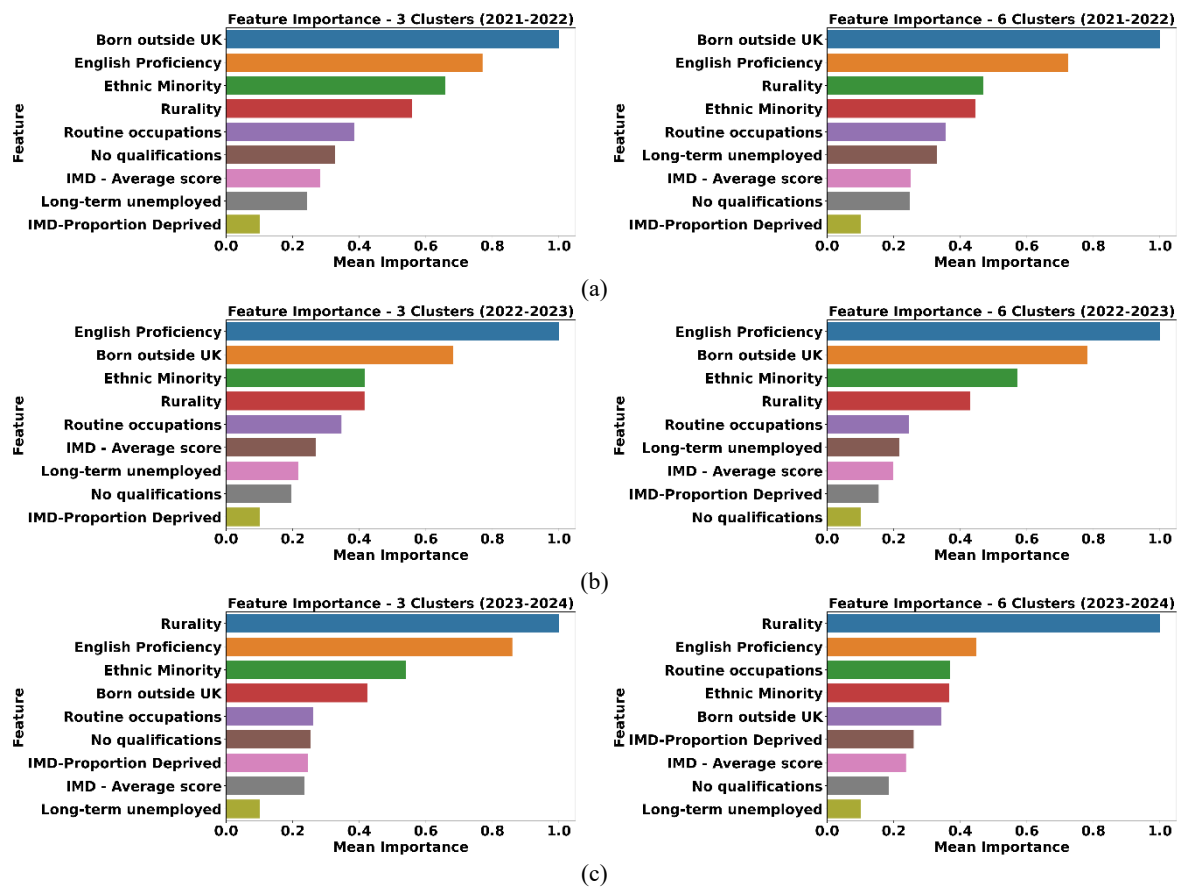 Feature Importance - 3 Clusters (2021-2022)
Born outside UK
English Proficiency
Ethnic Minority
Rurality
Routine occupations
No qualifications
IMD - Average score
Long-term unemployed
IMD-Proportion Deprived
Feature
0.0 0.2 0.4 0.6 0.8 1.0
Mean Importance
Feature Importance - 6 Clusters (2021-2022)
Born outside UK
English Proficiency
Rurality
Ethnic Minority
Routine occupations
Long-term unemployed
IMD - Average score
No qualifications
IMD-Proportion Deprived
Feature
0.0 0.2 0.4 0.6 0.8 1.0
Mean Importance
(a)
Feature Importance - 3 Clusters (2022-2023)
English Proficiency
Born outside UK
Ethnic Minority
Rurality
Routine occupations
IMD - Average score
Long-term unemployed
No qualifications
IMD-Proportion Deprived
Feature
0.0 0.2 0.4 0.6 0.8 1.0
Mean Importance
Feature Importance - 6 Clusters (2022-2023)
English Proficiency
Born outside UK
Ethnic Minority
Rurality
Routine occupations
Long-term unemployed
IMD - Average score
IMD-Proportion Deprived
No qualifications
Feature
0.0 0.2 0.4 0.6 0.8 1.0
Mean Importance
(b)
Feature Importance - 3 Clusters (2023-2024)
Rurality
English Proficiency
Ethnic Minority
Born outside UK
Routine occupations
No qualifications
IMD-Proportion Deprived
IMD - Average score
Long-term unemployed
Feature
0.0 0.2 0.4 0.6 0.8 1.0
Mean Importance
Feature Importance - 6 Clusters (2023-2024)
Rurality
English Proficiency
Routine occupations
Ethnic Minority
Born outside UK
IMD-Proportion Deprived
IMD - Average score
No qualifications
Long-term unemployed
Feature
0.0 0.2 0.4 0.6 0.8 1.0
Mean Importance
(c)